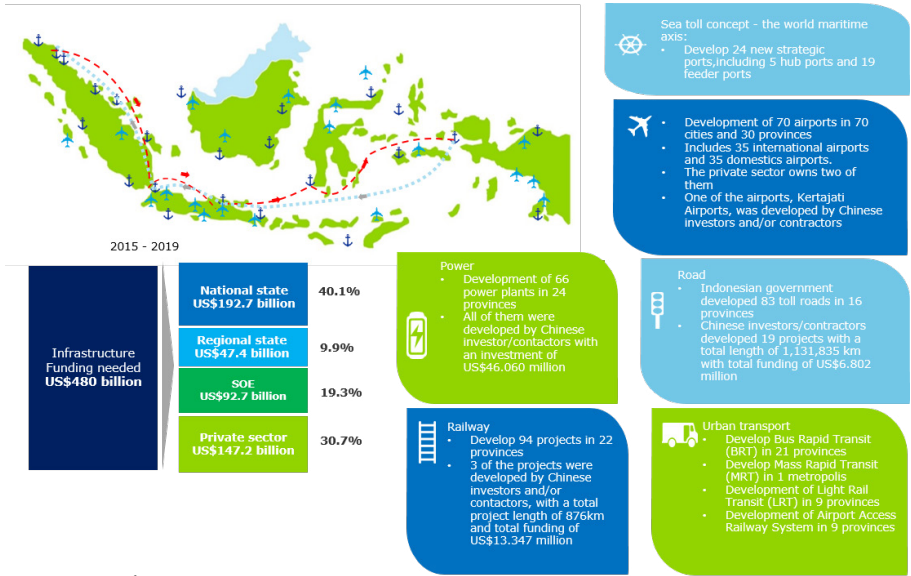 Sea toll concept - the world maritime
axis:
• Develop 24 new strategic
ports,including 5 hub ports and 19
feeder ports
• Development of 70 airports in 70
cities and 30 provinces
• Includes 35 international airports
and 35 domestics airports.
• The private sector owns two of
them
• One of the airports, Kertajati
Airports, was developed by Chinese
investors and/or contractors
2015 - 2019
Infrastructure
Funding needed
US$480 billion
National state
US$192.7 billion
40.1%
Regional state
US$47.4 billion
9.9%
SOE
US$92.7 billion
19.3%
Private sector
US$147.2 billion
30.7%
Power
• Development of 66
power plants in 24
provinces
• All of them were
developed by Chinese
investor/contactors with
an investment of
US$46.060 million
Road
• Indonesian government
developed 83 toll roads in 16
provinces
• Chinese investors/contractors
developed 19 projects with a
total length of 1,131,835 km
with total funding of US$6.802
million
Railway
• Develop 94 projects in 22
provinces
• 3 of the projects were
developed by Chinese
investors and/or
contactors, with a total
project length of 876km
and total funding of
US$13.347 million
Urban transport
• Develop Bus Rapid Transit
(BRT) in 21 provinces
• Develop Mass Rapid Transit
(MRT) in 1 metropolis
• Development of Light Rail
Transit (LRT) in 9 provinces
• Development of Airport Access
Railway System in 9 provinces